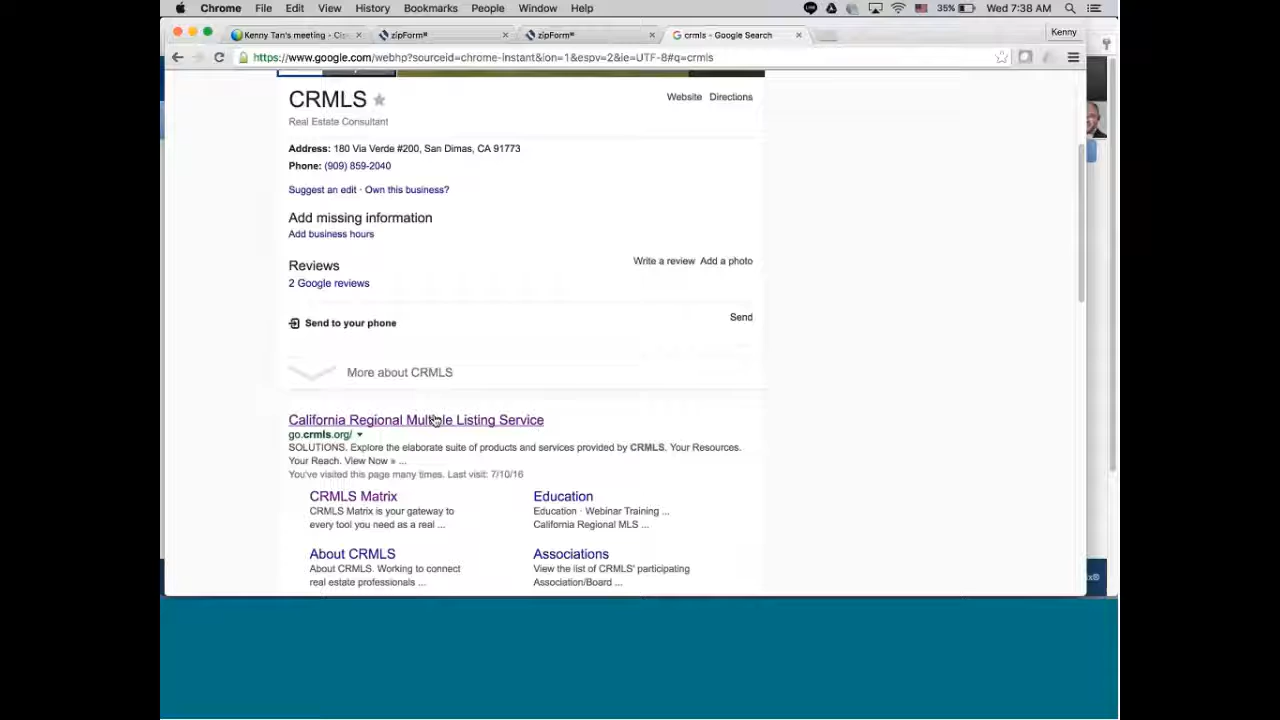 Chrome File Edit View History Bookmarks People Window Help 35% Wed 7:38 AM
Kenny Tan's meeting - Cis zipForm® zipForm® crmls - Google Search Kenny
https://www.google.com/webhp?sourceid=chrome-instant&ion=1&espv=2&ie=UTF-8#q=crmls
CRMLS
Website Directions
Real Estate Consultant
Address: 180 Via Verde #200, San Dimas, CA 91773
Phone: (909) 859-2040
Suggest an edit · Own this business?
Add missing information
Add business hours
Reviews
Write a review Add a photo
2 Google reviews
Send to your phone
Send
More about CRMLS
California Regional Multiple Listing Service
go.crmls.org/
SOLUTIONS. Explore the elaborate suite of products and services provided by CRMLS. Your Resources.
Your Reach. View Now » ...
You've visited this page many times. Last visit: 7/10/16
CRMLS Matrix
CRMLS Matrix is your gateway to
every tool you need as a real ...
Education
Education · Webinar Training ...
California Regional MLS ...
About CRMLS
About CRMLS. Working to connect
real estate professionals ...
Associations
View the list of CRMLS' participating
Association/Board ...